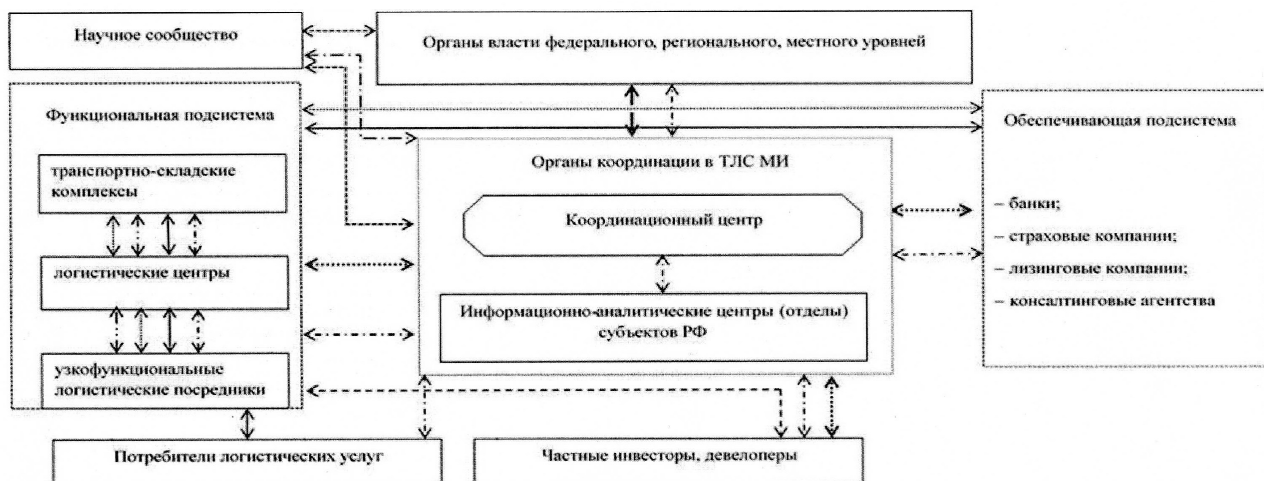 Научное сообщество
Органы власти федерального, регионального, местного уровней
Функциональная подсистема
транспортно-складские
комплексы
логистические центры
узкофункциональные
логистические посредники
Органы координации в ТЛС МИ
Координационный центр
Информационно-аналитические центры (отделы)
субъектов РФ
Обеспечивающая подсистема
– банки;
– страховые компании;
– лизинговые компании;
– консалтинговые агентства
Потребители логистических услуг
Частные инвесторы, девелоперы